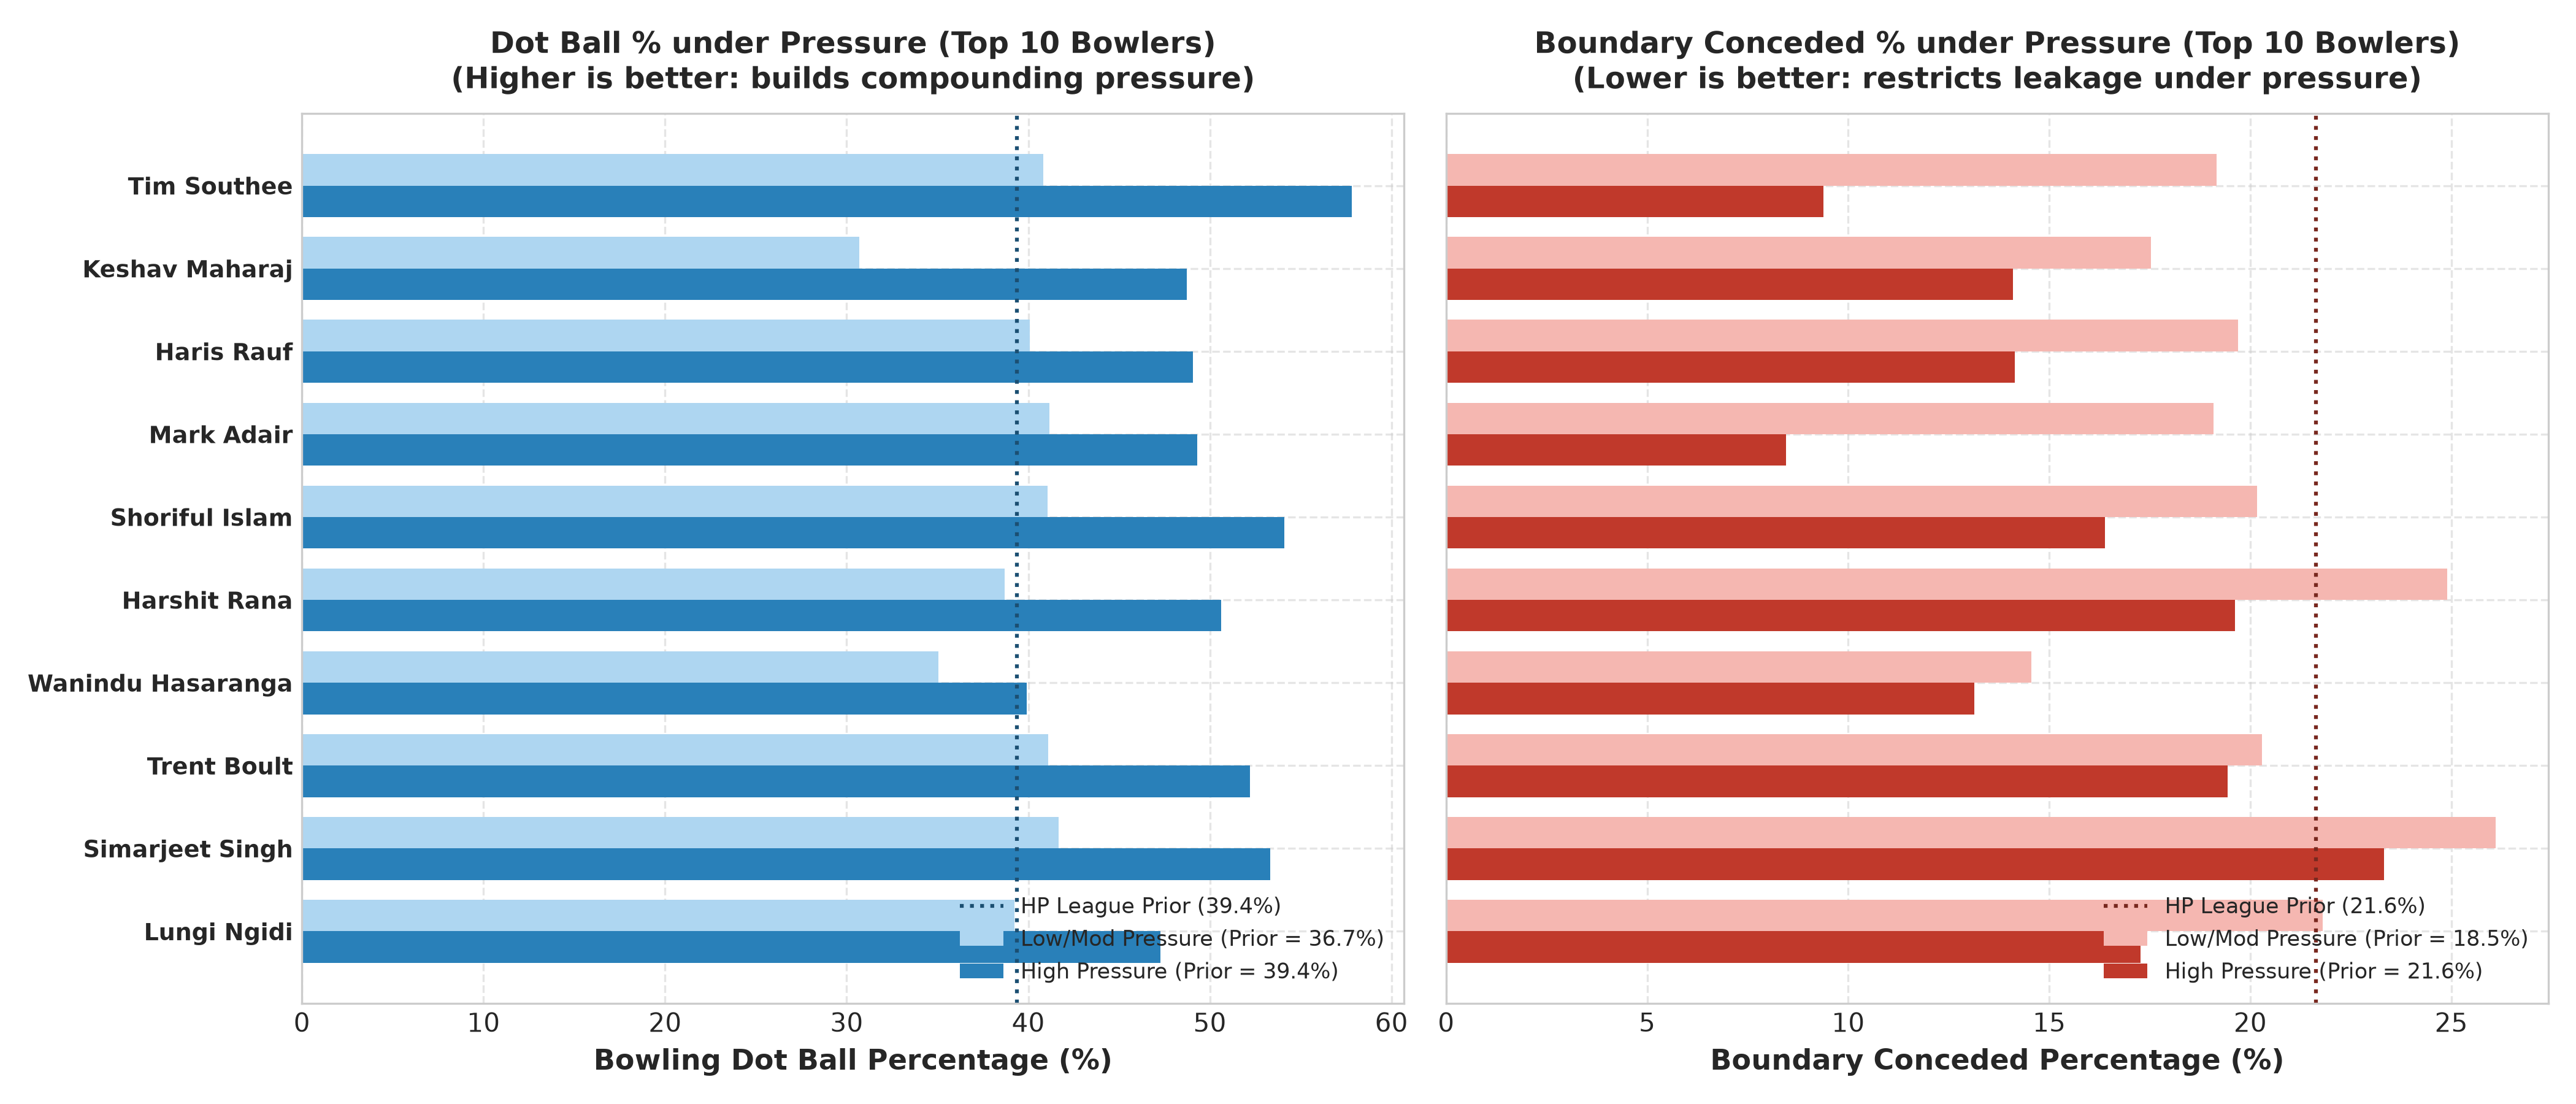 Dot Ball % under Pressure (Top 10 Bowlers)
(Higher is better: builds compounding pressure)
Tim Southee
Keshav Maharaj
Haris Rauf
Mark Adair
Shoriful Islam
Harshit Rana
Wanindu Hasaranga
Trent Boult
Simarjeet Singh
Lungi Ngidi
HP League Prior (39.4%)
Low/Mod Pressure (Prior = 36.7%)
High Pressure (Prior = 39.4%)
0 10 20 30 40 50 60
Bowling Dot Ball Percentage (%)
Boundary Conceded % under Pressure (Top 10 Bowlers)
(Lower is better: restricts leakage under pressure)
HP League Prior (21.6%)
Low/Mod Pressure (Prior = 18.5%)
High Pressure (Prior = 21.6%)
0 5 10 15 20 25
Boundary Conceded Percentage (%)